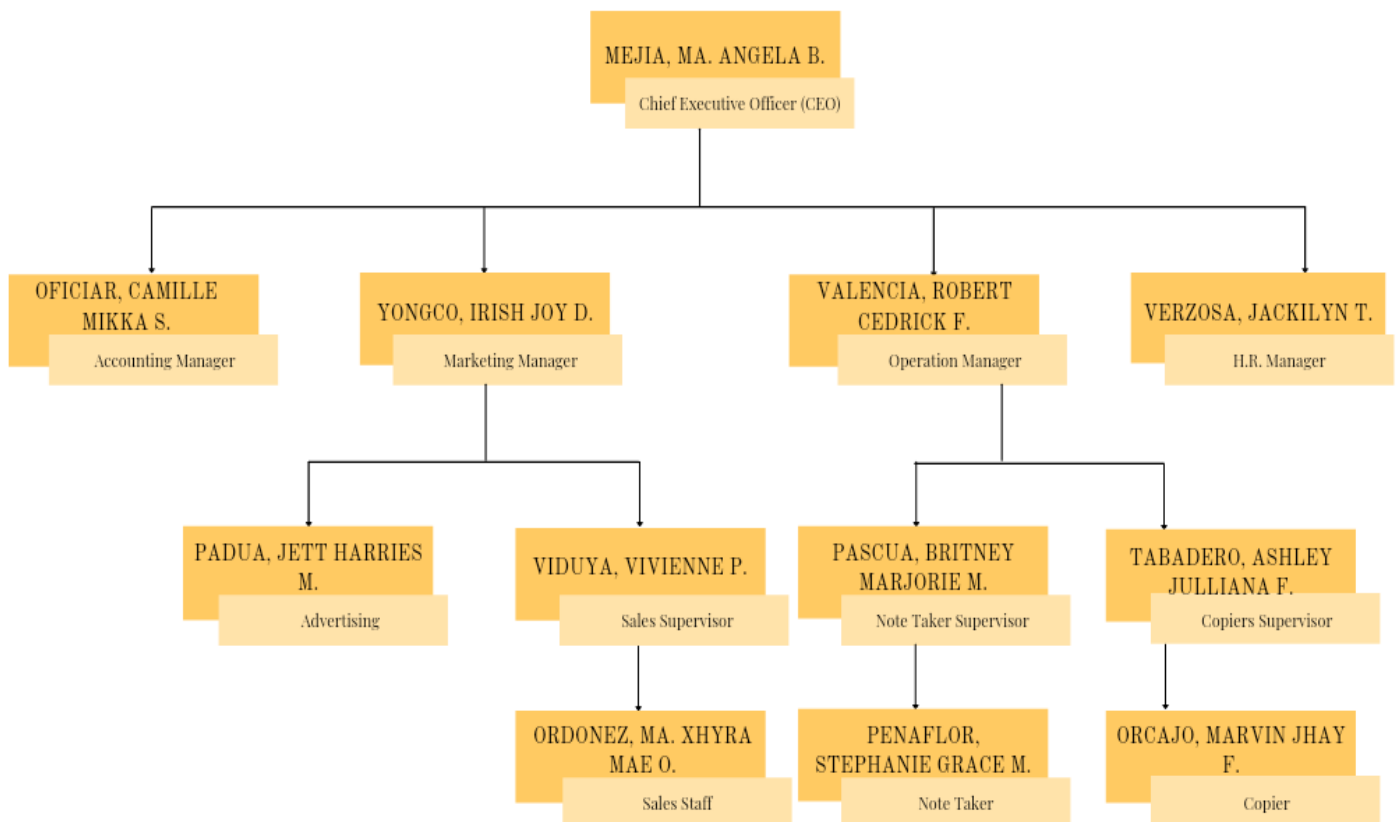 MEJIA, MA. ANGELA B.
Chief Executive Officer (CEO)
OFICIAR, CAMILLE
MIKKA S.
Accounting Manager
YONGCO, IRISH JOY D.
Marketing Manager
VALENCIA, ROBERT
CEDRICK F.
Operation Manager
VERZOSA, JACKILYN T.
H.R. Manager
PADUA, JETT HARRIES
M.
Advertising
VIDUYA, VIVIENNE P.
Sales Supervisor
PASCUA, BRITNEY
MARJORIE M.
Note Taker Supervisor
TABADERO, ASHLEY
JULLIANA F.
Copiers Supervisor
ORDONEZ, MA. XHYRA
MAE O.
Sales Staff
PENAFLOR,
STEPHANIE GRACE M.
Note Taker
ORCAJO, MARVIN JHAY
F.
Copier